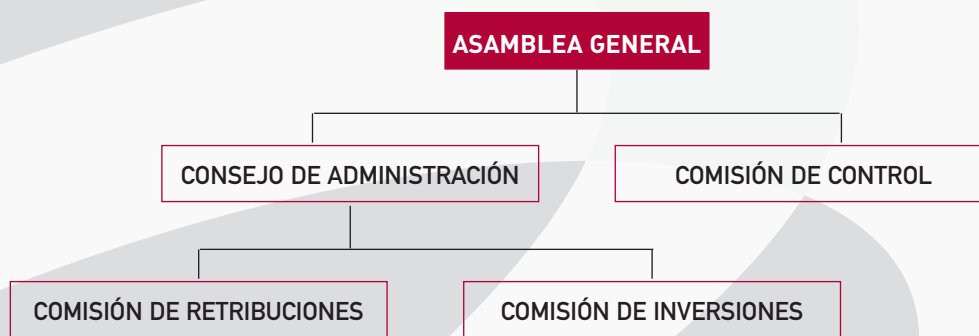 ASAMBLEA GENERAL
CONSEJO DE ADMINISTRACIÓN
COMISIÓN DE CONTROL
COMISIÓN DE RETRIBUCIONES
COMISIÓN DE INVERSIONES